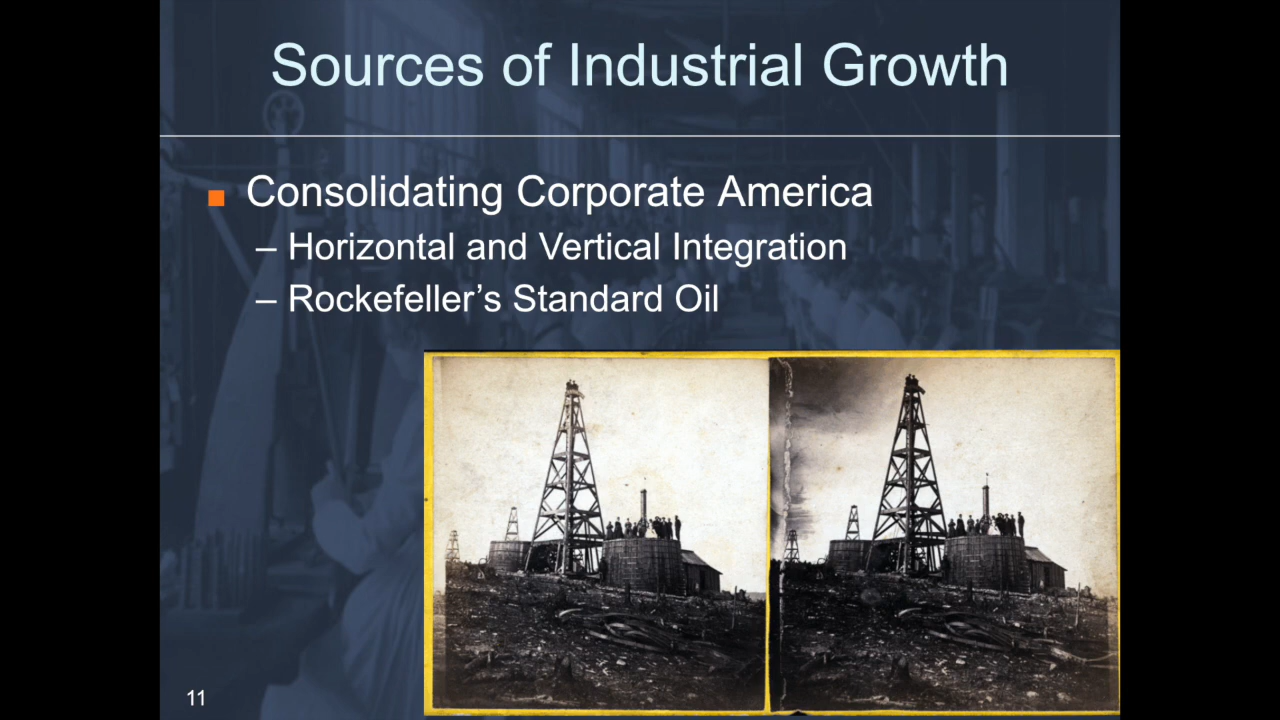 Sources of Industrial Growth
■ Consolidating Corporate America
– Horizontal and Vertical Integration
– Rockefeller’s Standard Oil
11